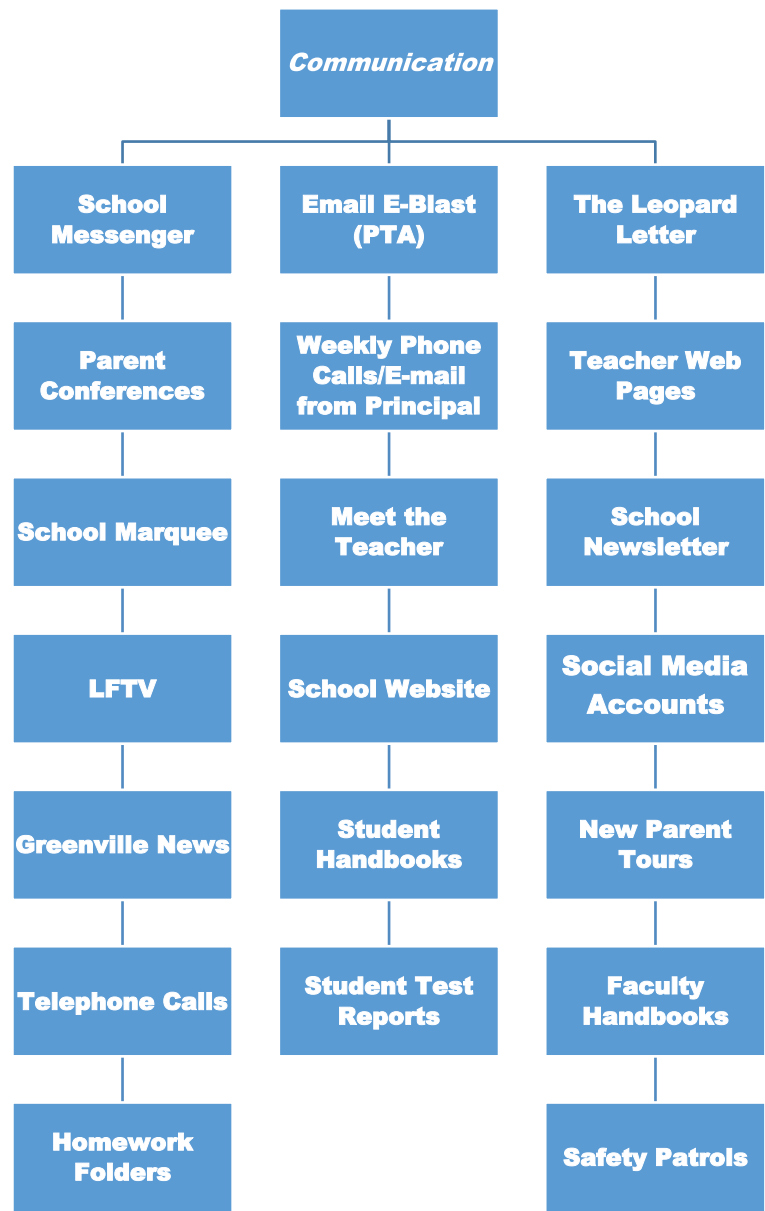 Communication
School
Messenger
Parent
Conferences
School Marquee
LFTV
Greenville News
Telephone Calls
Homework
Folders
Email E-Blast
(PTA)
Weekly Phone
Calls/E-mail
from Principal
Meet the
Teacher
School Website
Student
Handbooks
Student Test
Reports
The Leopard
Letter
Teacher Web
Pages
School
Newsletter
Social Media
Accounts
New Parent
Tours
Faculty
Handbooks
Safety Patrols